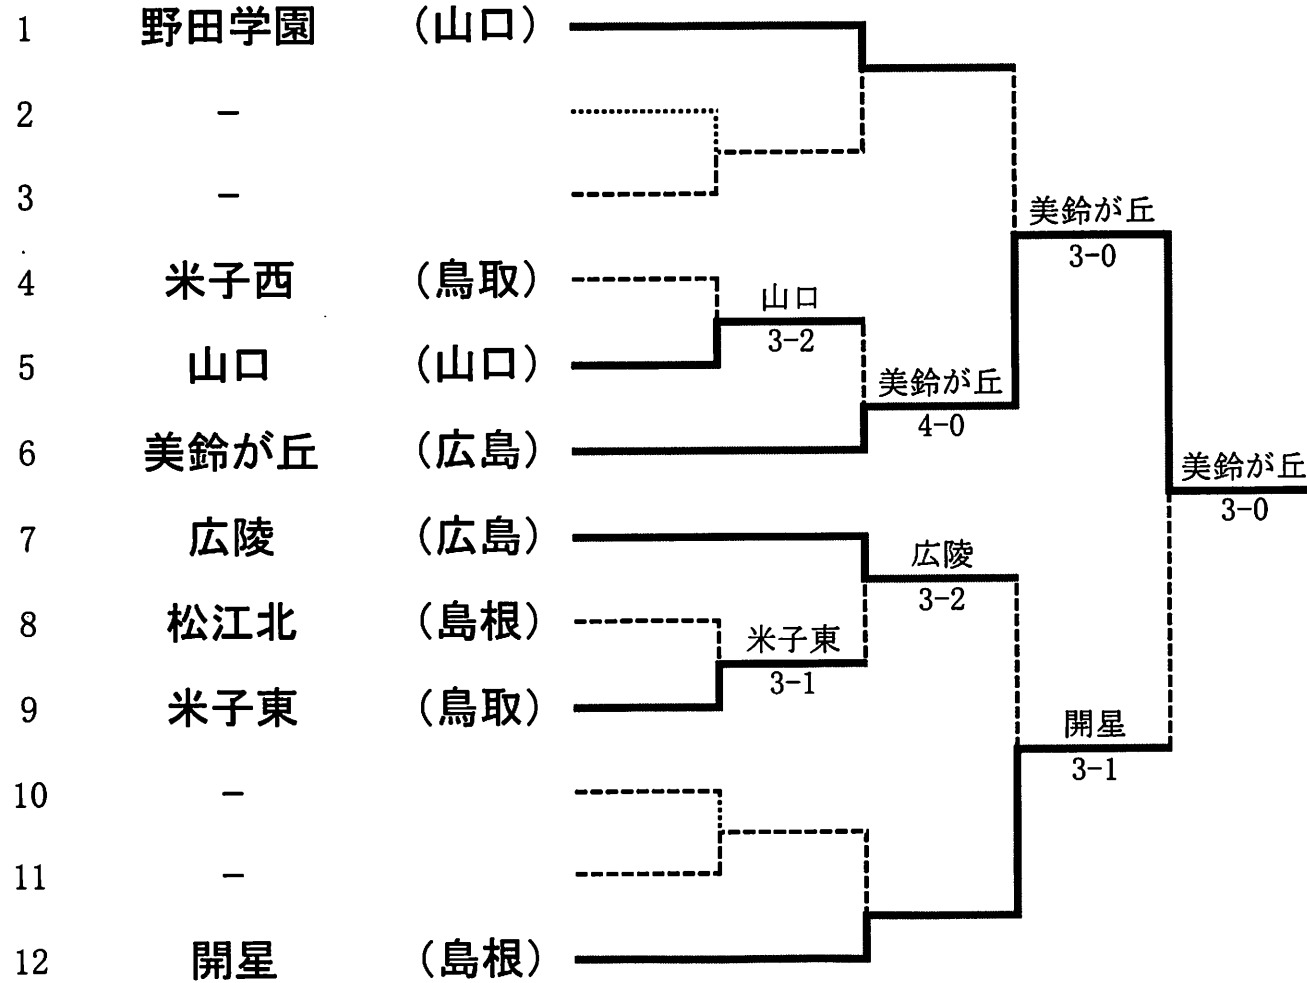 1 野田学園 (山口)
2 -
3 -
美鈴が丘
3-0
4 米子西 (鳥取)
山口
3-2
5 山口 (山口)
美鈴が丘
4-0
6 美鈴が丘 (広島)
美鈴が丘
3-0
7 広陵 (広島)
広陵
3-2
8 松江北 (島根)
米子東
3-1
9 米子東 (鳥取)
開星
3-1
10 -
11 -
12 開星 (島根)